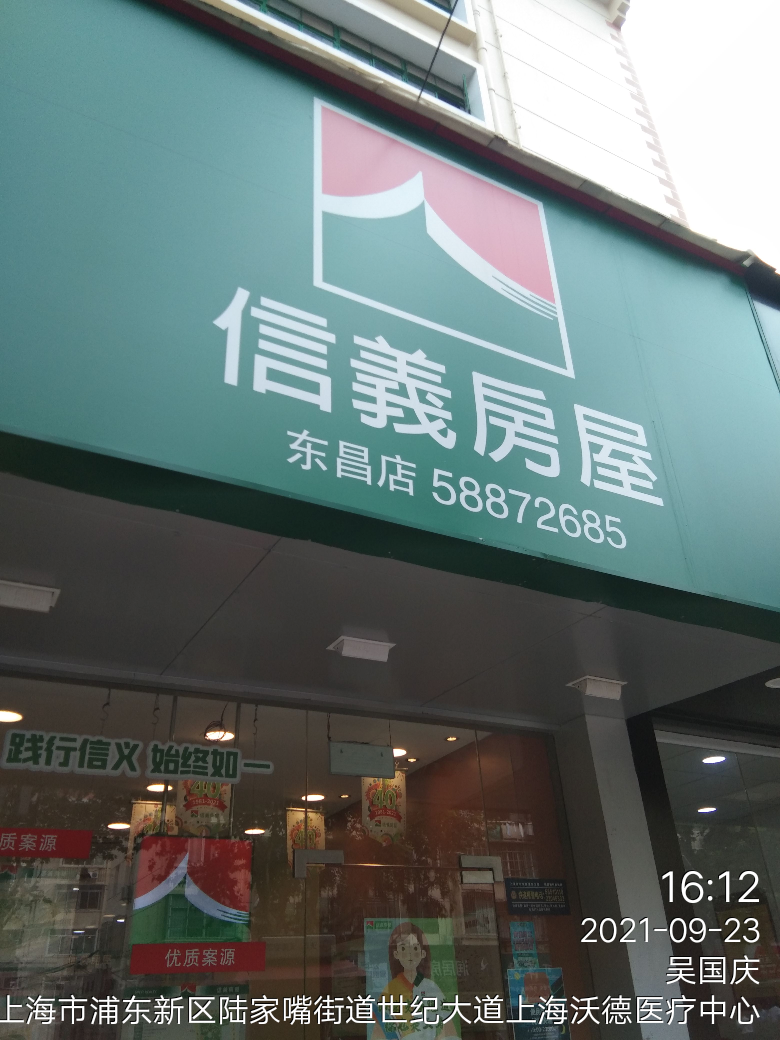 信義房屋
东昌店 58872685
践行信义 始终如一
质案源
优质案源
16:12
2021-09-23
吴国庆
上海市浦东新区陆家嘴街道世纪大道上海沃德医疗中心